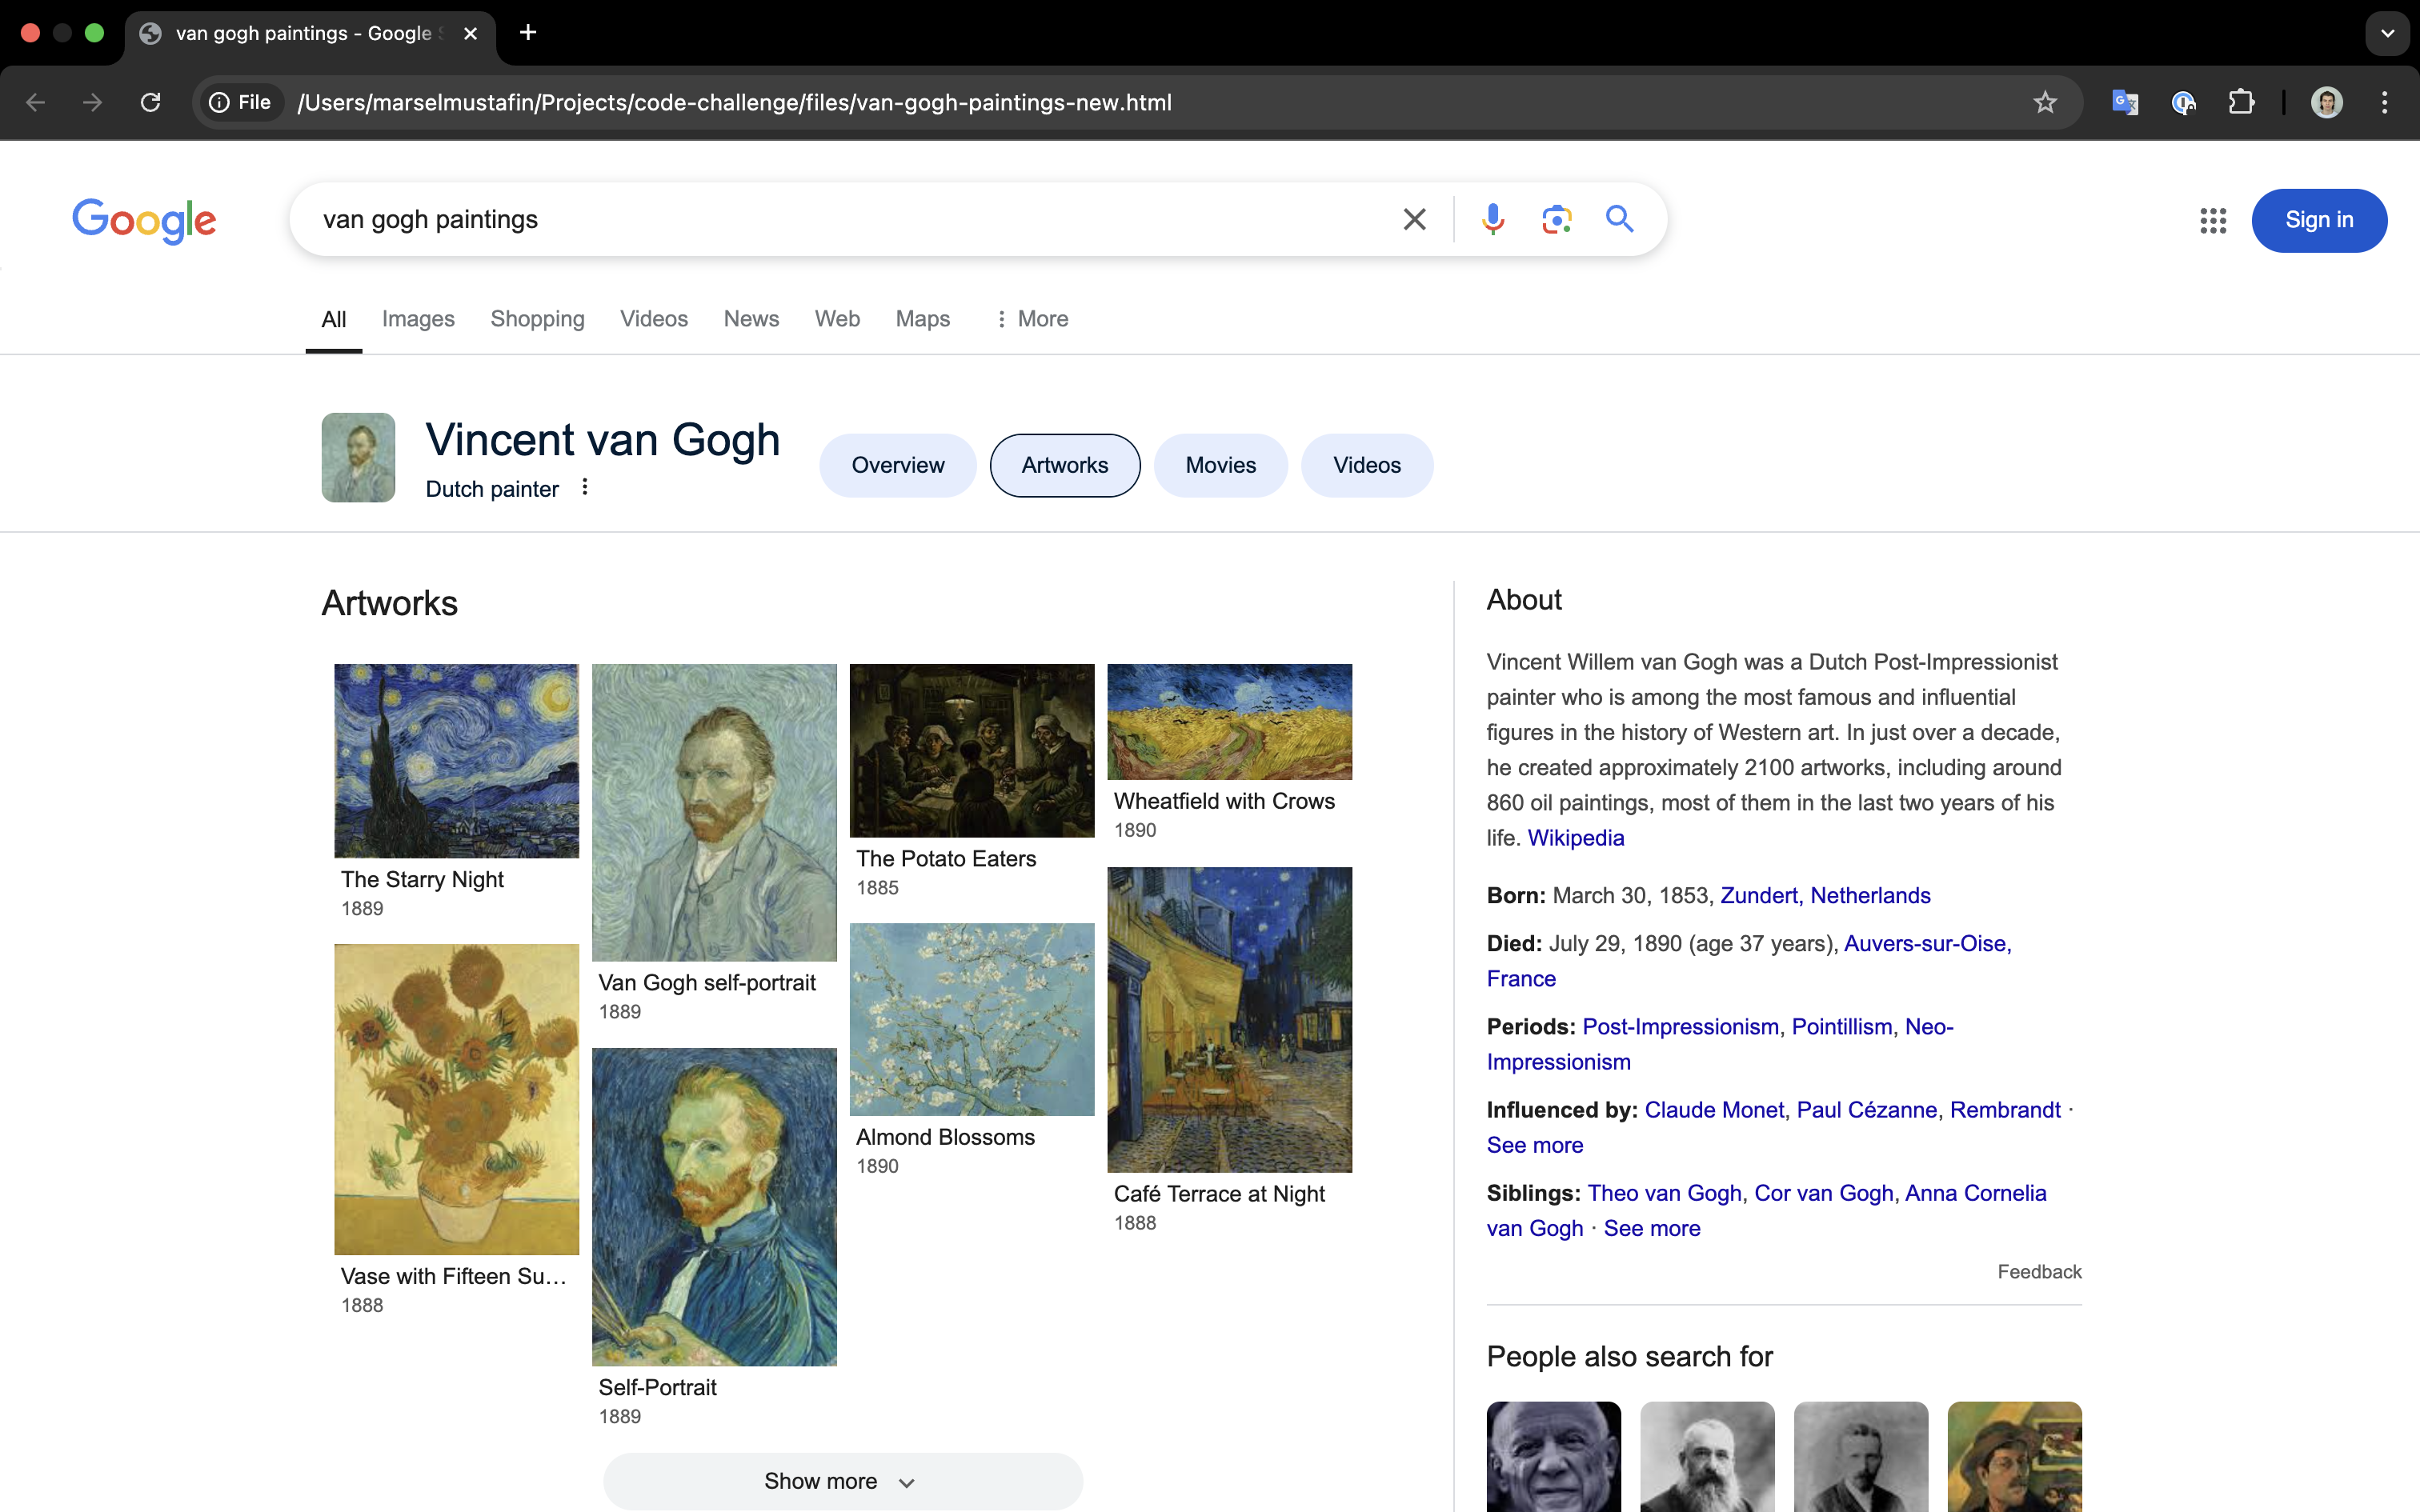 van gogh paintings - Google
File
/Users/marselmustafin/Projects/code-challenge/files/van-gogh-paintings-new.html
Google
van gogh paintings
Sign in
All
Images
Shopping
Videos
News
Web
Maps
More
Vincent van Gogh
Dutch painter
Overview
Artworks
Movies
Videos
Artworks
The Starry Night
1889
Vase with Fifteen Su...
1888
Van Gogh self-portrait
1889
Self-Portrait
1889
The Potato Eaters
1885
Almond Blossoms
1890
Wheatfield with Crows
1890
Café Terrace at Night
1888
Show more
About
Vincent Willem van Gogh was a Dutch Post-Impressionist
painter who is among the most famous and influential
figures in the history of Western art. In just over a decade,
he created approximately 2100 artworks, including around
860 oil paintings, most of them in the last two years of his
life. Wikipedia
Born: March 30, 1853, Zundert, Netherlands
Died: July 29, 1890 (age 37 years), Auvers-sur-Oise,
France
Periods: Post-Impressionism, Pointillism, Neo-
Impressionism
Influenced by: Claude Monet, Paul Cézanne, Rembrandt ·
See more
Siblings: Theo van Gogh, Cor van Gogh, Anna Cornelia
van Gogh · See more
Feedback
People also search for